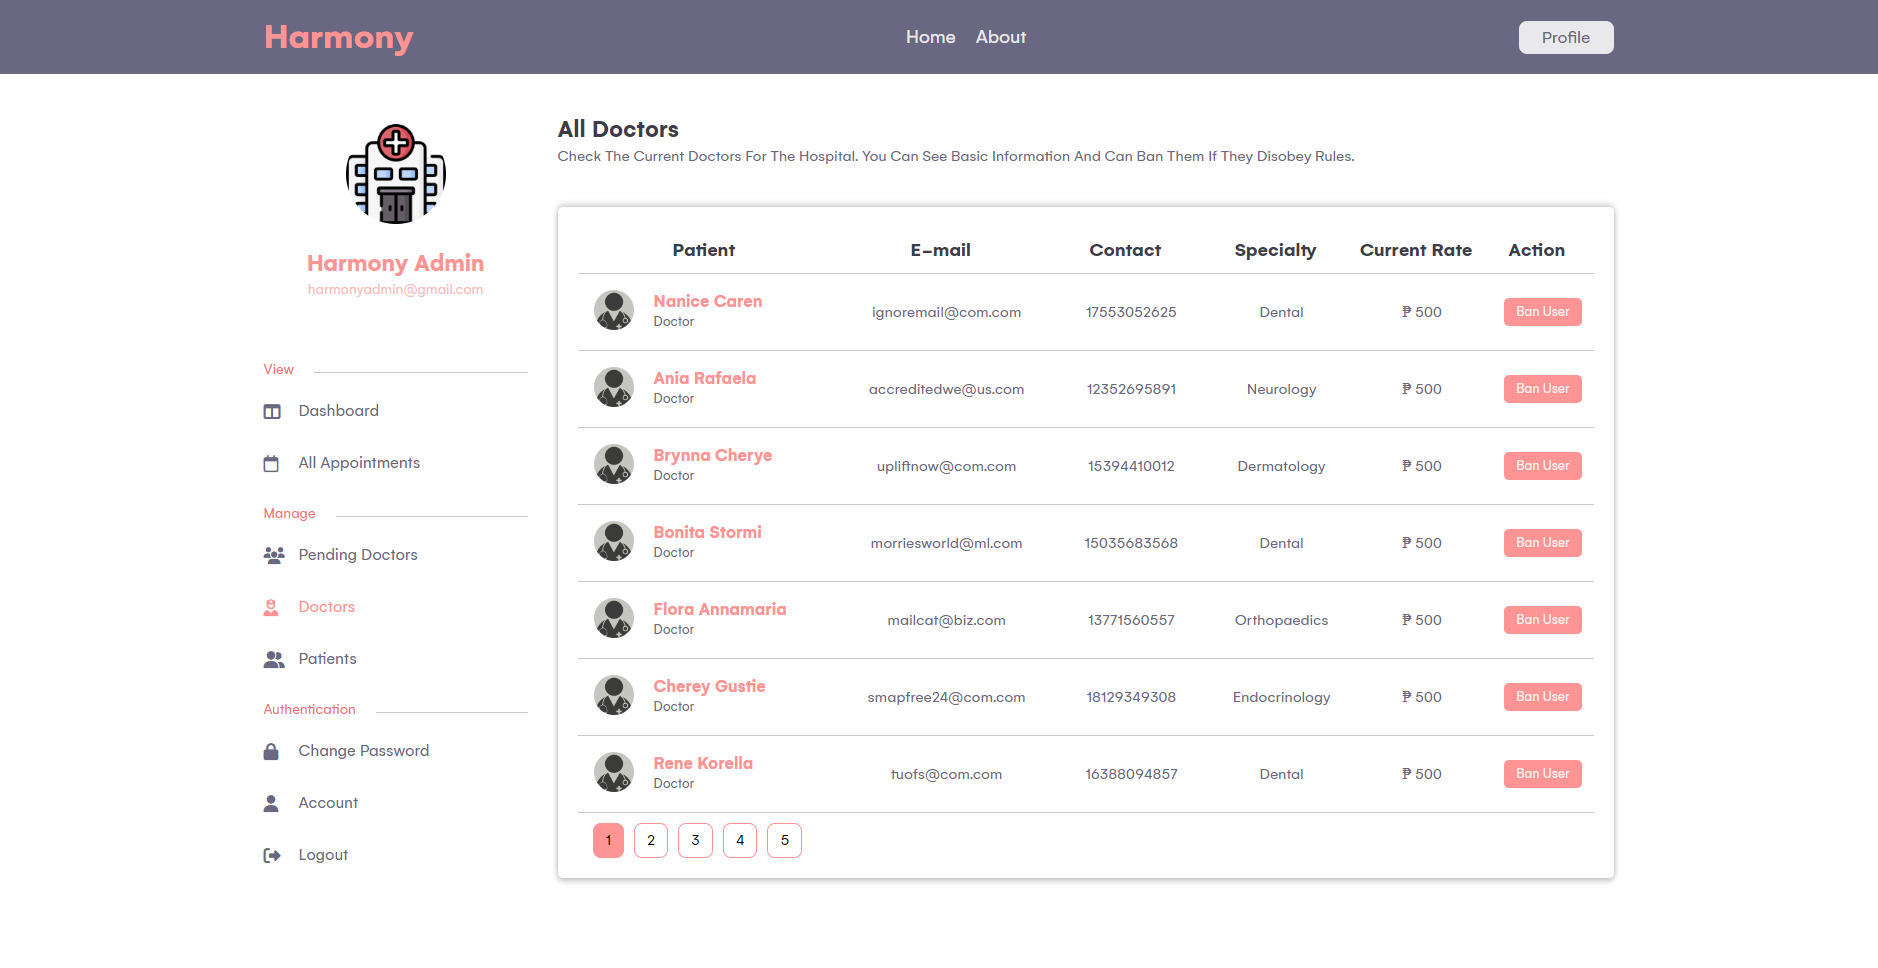 Harmony
Home About
Profile
Harmony Admin
harmonyadmin@gmail.com
View
Dashboard
All Appointments
Manage
Pending Doctors
Doctors
Patients
Authentication
Change Password
Account
Logout
All Doctors
Check The Current Doctors For The Hospital. You Can See Basic Information And Can Ban Them If They Disobey Rules.
Patient E-mail Contact Specialty Current Rate Action
Nanice Caren
Doctor
ignoremail@com.com 17553052625 Dental ₱ 500 Ban User
Ania Rafaela
Doctor
accreditedwe@us.com 12352695891 Neurology ₱ 500 Ban User
Brynna Cherye
Doctor
upliftnow@com.com 15394410012 Dermatology ₱ 500 Ban User
Bonita Stormi
Doctor
morriesworld@ml.com 15035683568 Dental ₱ 500 Ban User
Flora Annamaria
Doctor
mailcat@biz.com 13771560557 Orthopaedics ₱ 500 Ban User
Cherey Gustie
Doctor
smapfree24@com.com 18129349308 Endocrinology ₱ 500 Ban User
Rene Korella
Doctor
tuofs@com.com 16388094857 Dental ₱ 500 Ban User
1 2 3 4 5